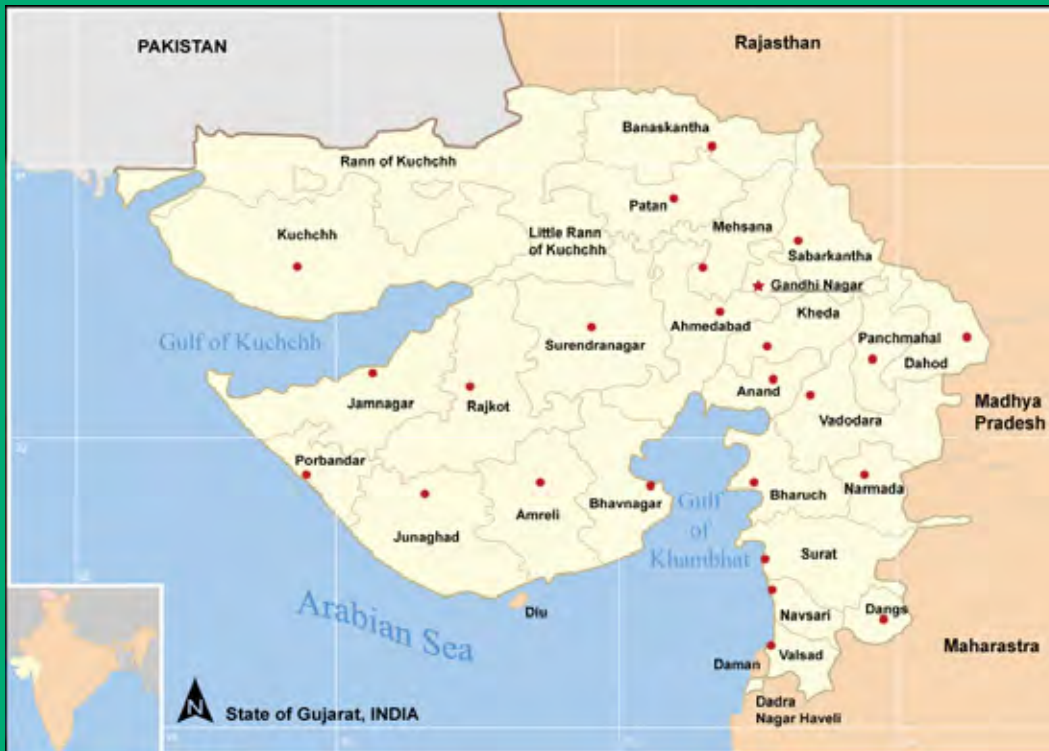 PAKISTAN
Rajasthan
Banaskantha
Rann of Kuchchh
Patan
Mehsana
Kuchchh
Little Rann
of Kuchchh
Sabarkantha
Gandhi Nagar
Kheda
Ahmedabad
Gulf of Kuchchh
Surendranagar
Panchmahal
Dahod
Jamnagar
Rajkot
Anand
Madhya
Pradesh
Vadodara
Porbandar
Bharuch
Narmada
Bhavnagar
Amreli
Junaghad
Gulf
of
Khambhat
Surat
Arabian Sea
Diu
Navsari
Dangs
Maharastra
Valsad
Daman
Dadra
Nagar Haveli
N
State of Gujarat, INDIA